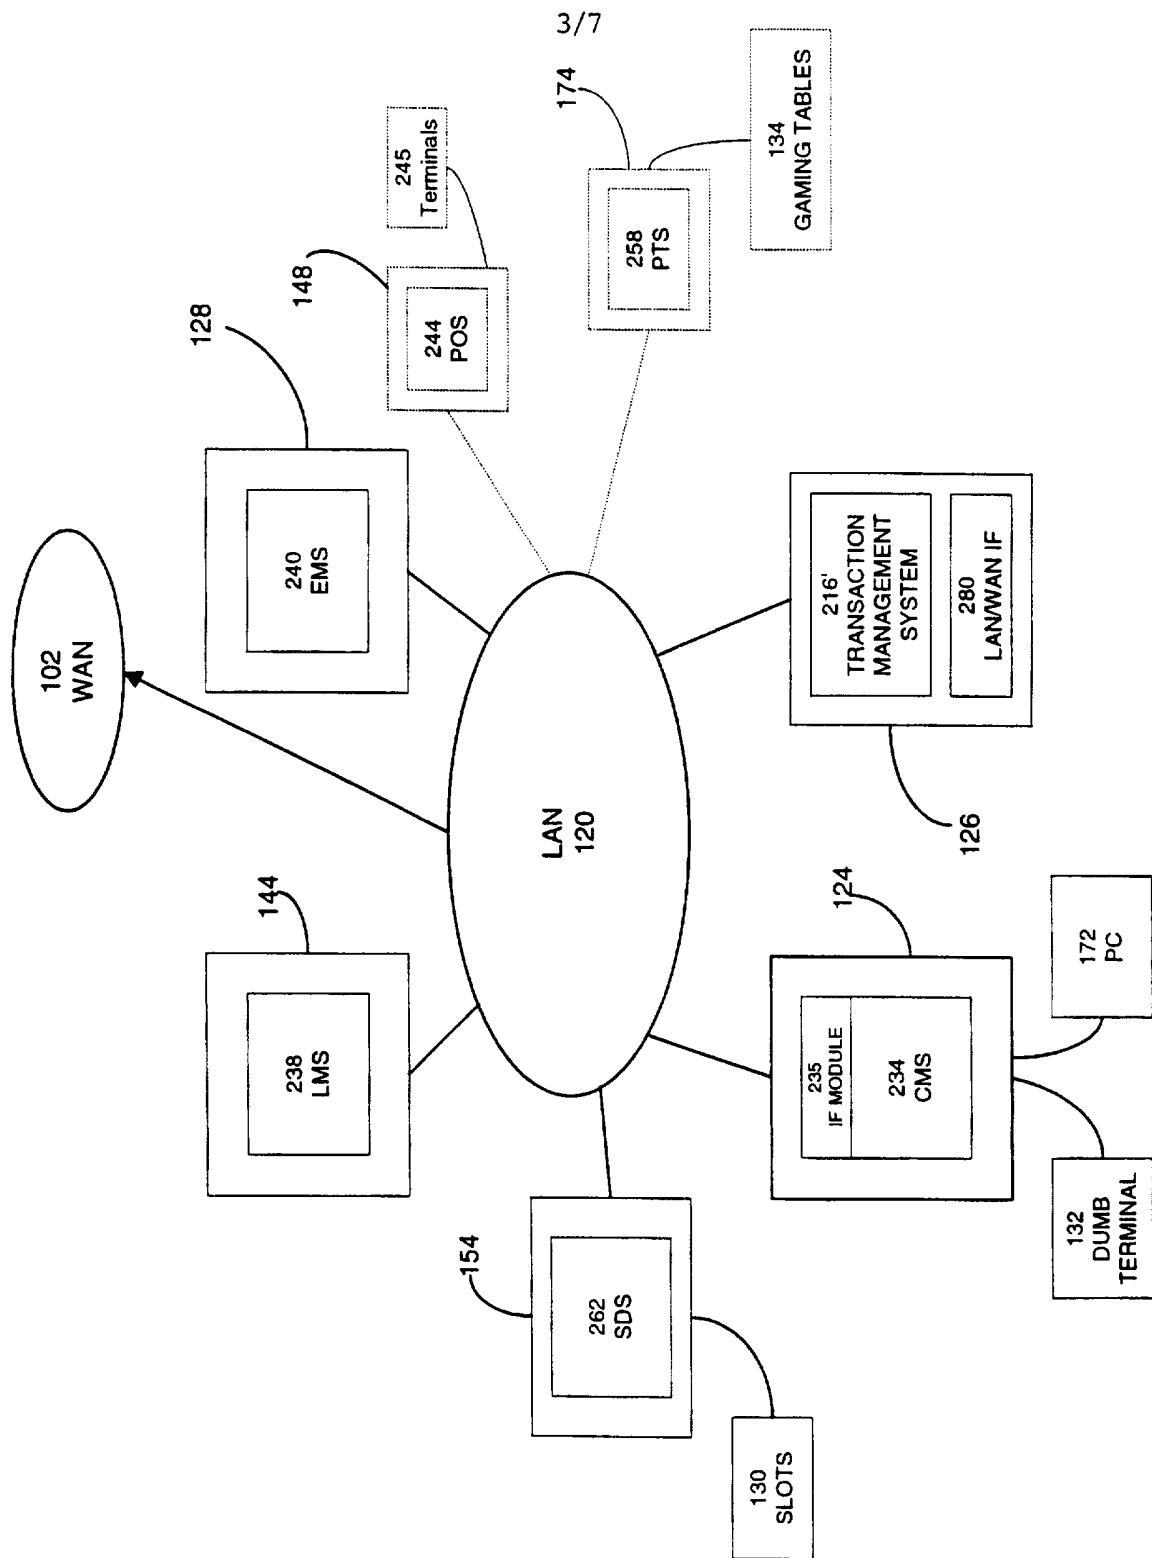 3/7
102
WAN
128
240
EMS
148
244
POS
245
Terminals
174
258
PTS
134
GAMING TABLES
144
238
LMS
LAN
120
154
262
SDS
130
SLOTS
124
235
IF MODULE
234
CMS
132
DUMB
TERMINAL
172
PC
126
216'
TRANSACTION
MANAGEMENT
SYSTEM
280
LAN/WAN IF